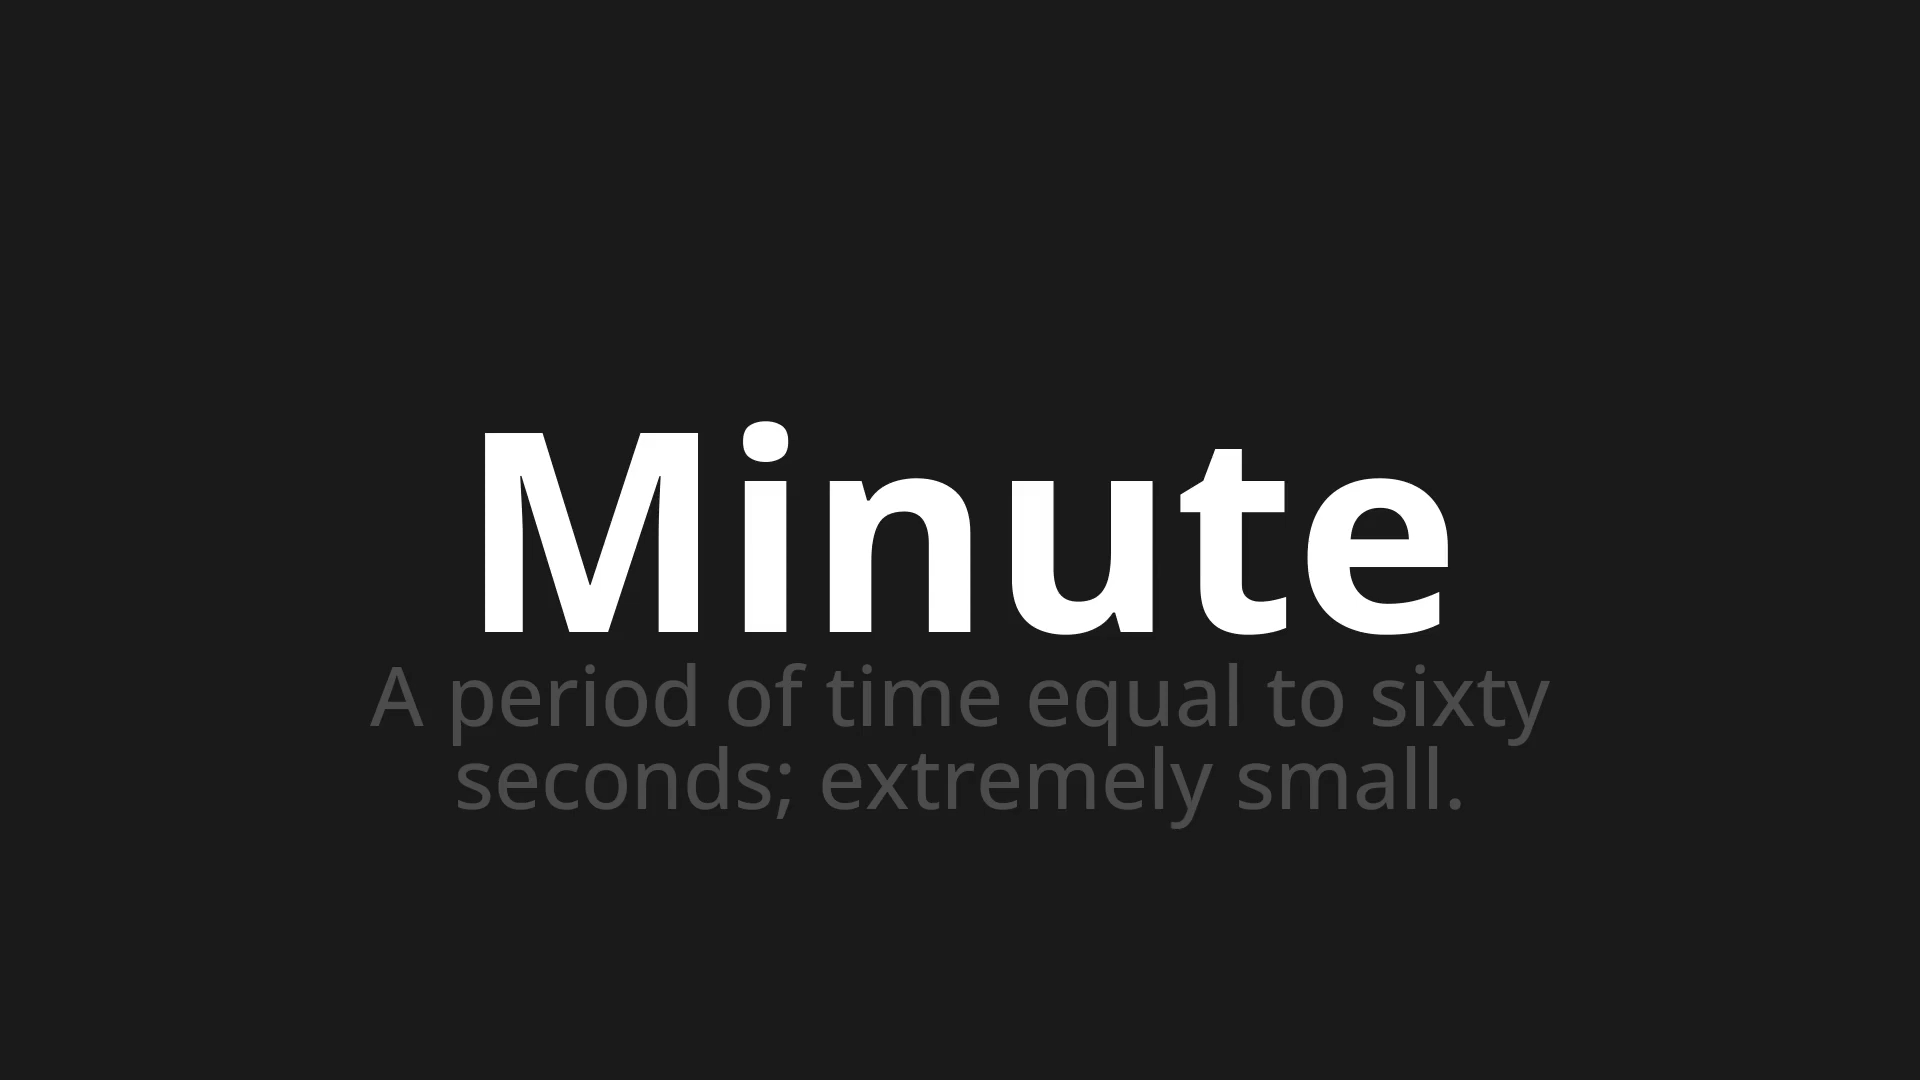 Minute
A period of time equal to sixty
seconds; extremely small.